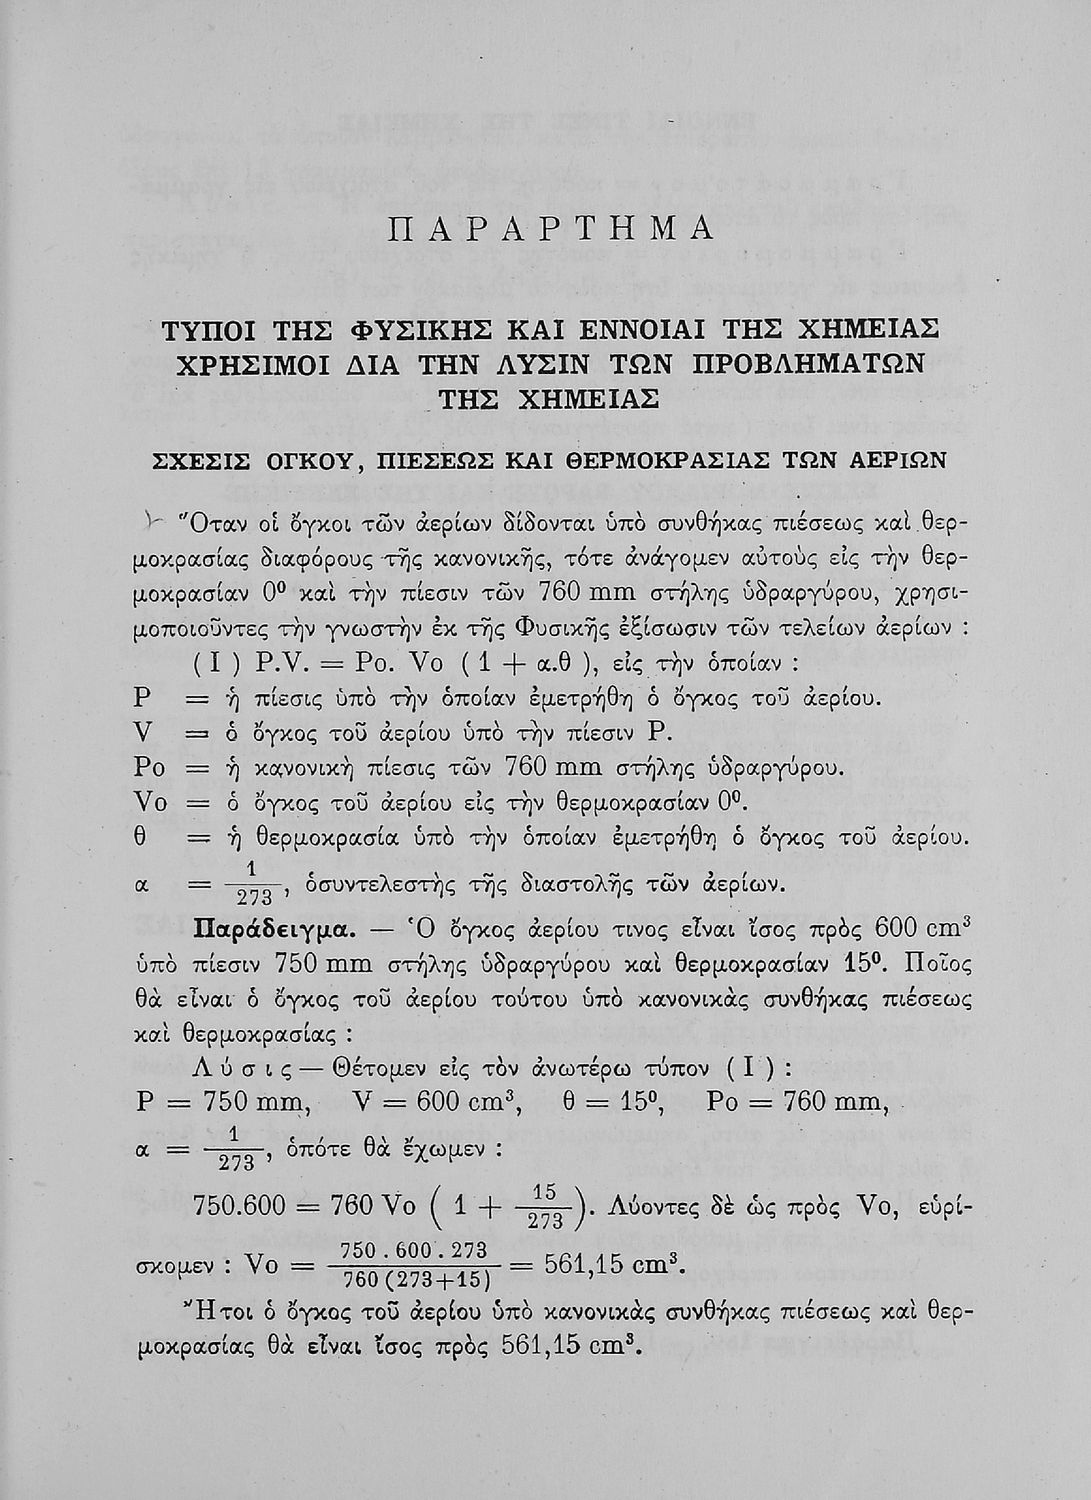 ΠΑΡΑΡΤΗΜΑ
ΤΥΠΟΙ ΤΗΣ ΦΥΣΙΚΗΣ ΚΑΙ ΕΝΝΟΙΑΙ ΤΗΣ ΧΗΜΕΙΑΣ
ΧΡΗΣΙΜΟΙ ΔΙΑ ΤΗΝ ΛΥΣΙΝ ΤΩΝ ΠΡΟΒΛΗΜΑΤΩΝ
ΤΗΣ ΧΗΜΕΙΑΣ
ΣΧΕΣΙΣ ΟΓΚΟΥ, ΠΙΕΣΕΩΣ ΚΑΙ ΘΕΡΜΟΚΡΑΣΙΑΣ ΤΩΝ ΑΕΡΙΩΝ
Ὅταν οἱ ὄγκοι τῶν ἀερίων δίδονται ὑπὸ συνθήκας πιέσεως καὶ θερ-
μοκρασίας διαφόρους τῆς κανονικῆς, τότε ἀνάγομεν αὐτοὺς εἰς τὴν θερ-
μοκρασίαν 0⁰ καὶ τὴν πίεσιν τῶν 760 mm στήλης ὑδραργύρου, χρησι-
μοποιοῦντες τὴν γνωστὴν ἐκ τῆς Φυσικῆς ἐξίσωσιν τῶν τελείων ἀερίων :
( I ) P.V. = Po. Vo ( 1 + α.θ ), εἰς τὴν ὁποίαν :
P = ἡ πίεσις ὑπὸ τὴν ὁποίαν ἐμετρήθη ὁ ὄγκος τοῦ ἀερίου.
V = ὁ ὄγκος τοῦ ἀερίου ὑπὸ τὴν πίεσιν P.
Po = ἡ κανονικὴ πίεσις τῶν 760 mm στήλης ὑδραργύρου.
Vo = ὁ ὄγκος τοῦ ἀερίου εἰς τὴν θερμοκρασίαν 0⁰.
θ = ἡ θερμοκρασία ὑπὸ τὴν ὁποίαν ἐμετρήθη ὁ ὄγκος τοῦ ἀερίου.
α = 1/273, ὁσυντελεστὴς τῆς διαστολῆς τῶν ἀερίων.
Παράδειγμα. — Ὁ ὄγκος ἀερίου τινος εἶναι ἴσος πρὸς 600 cm³
ὑπὸ πίεσιν 750 mm στήλης ὑδραργύρου καὶ θερμοκρασίαν 15⁰. Ποῖος
θὰ εἶναι ὁ ὄγκος τοῦ ἀερίου τούτου ὑπὸ κανονικὰς συνθήκας πιέσεως
καὶ θερμοκρασίας :
Λύσις — Θέτομεν εἰς τὸν ἀνωτέρω τύπον ( I ) :
P = 750 mm, V = 600 cm³, θ = 15⁰, Po = 760 mm,
α = 1/273, ὁπότε θὰ ἔχωμεν :
750.600 = 760 Vo ( 1 + 15/273 ). Λύοντες δὲ ὡς πρὸς Vo, εὑρί-
σκομεν : Vo = 750 . 600 . 273 / 760 (273+15) = 561,15 cm³.
Ἤτοι ὁ ὄγκος τοῦ ἀερίου ὑπὸ κανονικὰς συνθήκας πιέσεως καὶ θερ-
μοκρασίας θὰ εἶναι ἴσος πρὸς 561,15 cm³.